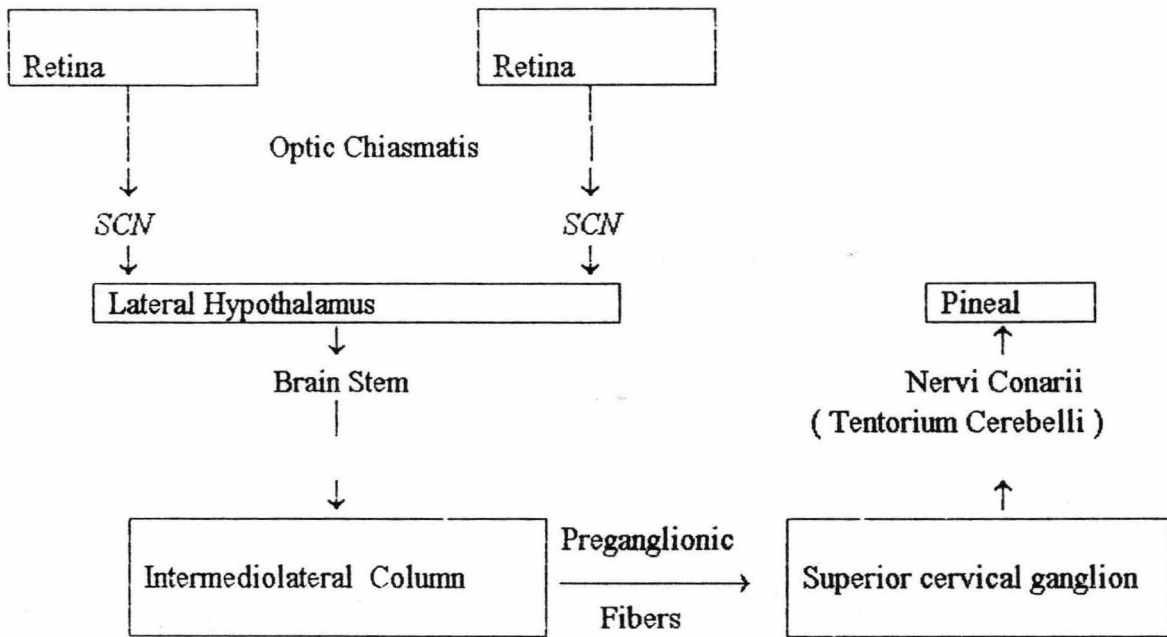 Retina
Retina
Optic Chiasmatis
SCN
SCN
Lateral Hypothalamus
Pineal
Brain Stem
Nervi Conarii
( Tentorium Cerebelli )
Intermediolateral Column
Preganglionic
Fibers
Superior cervical ganglion